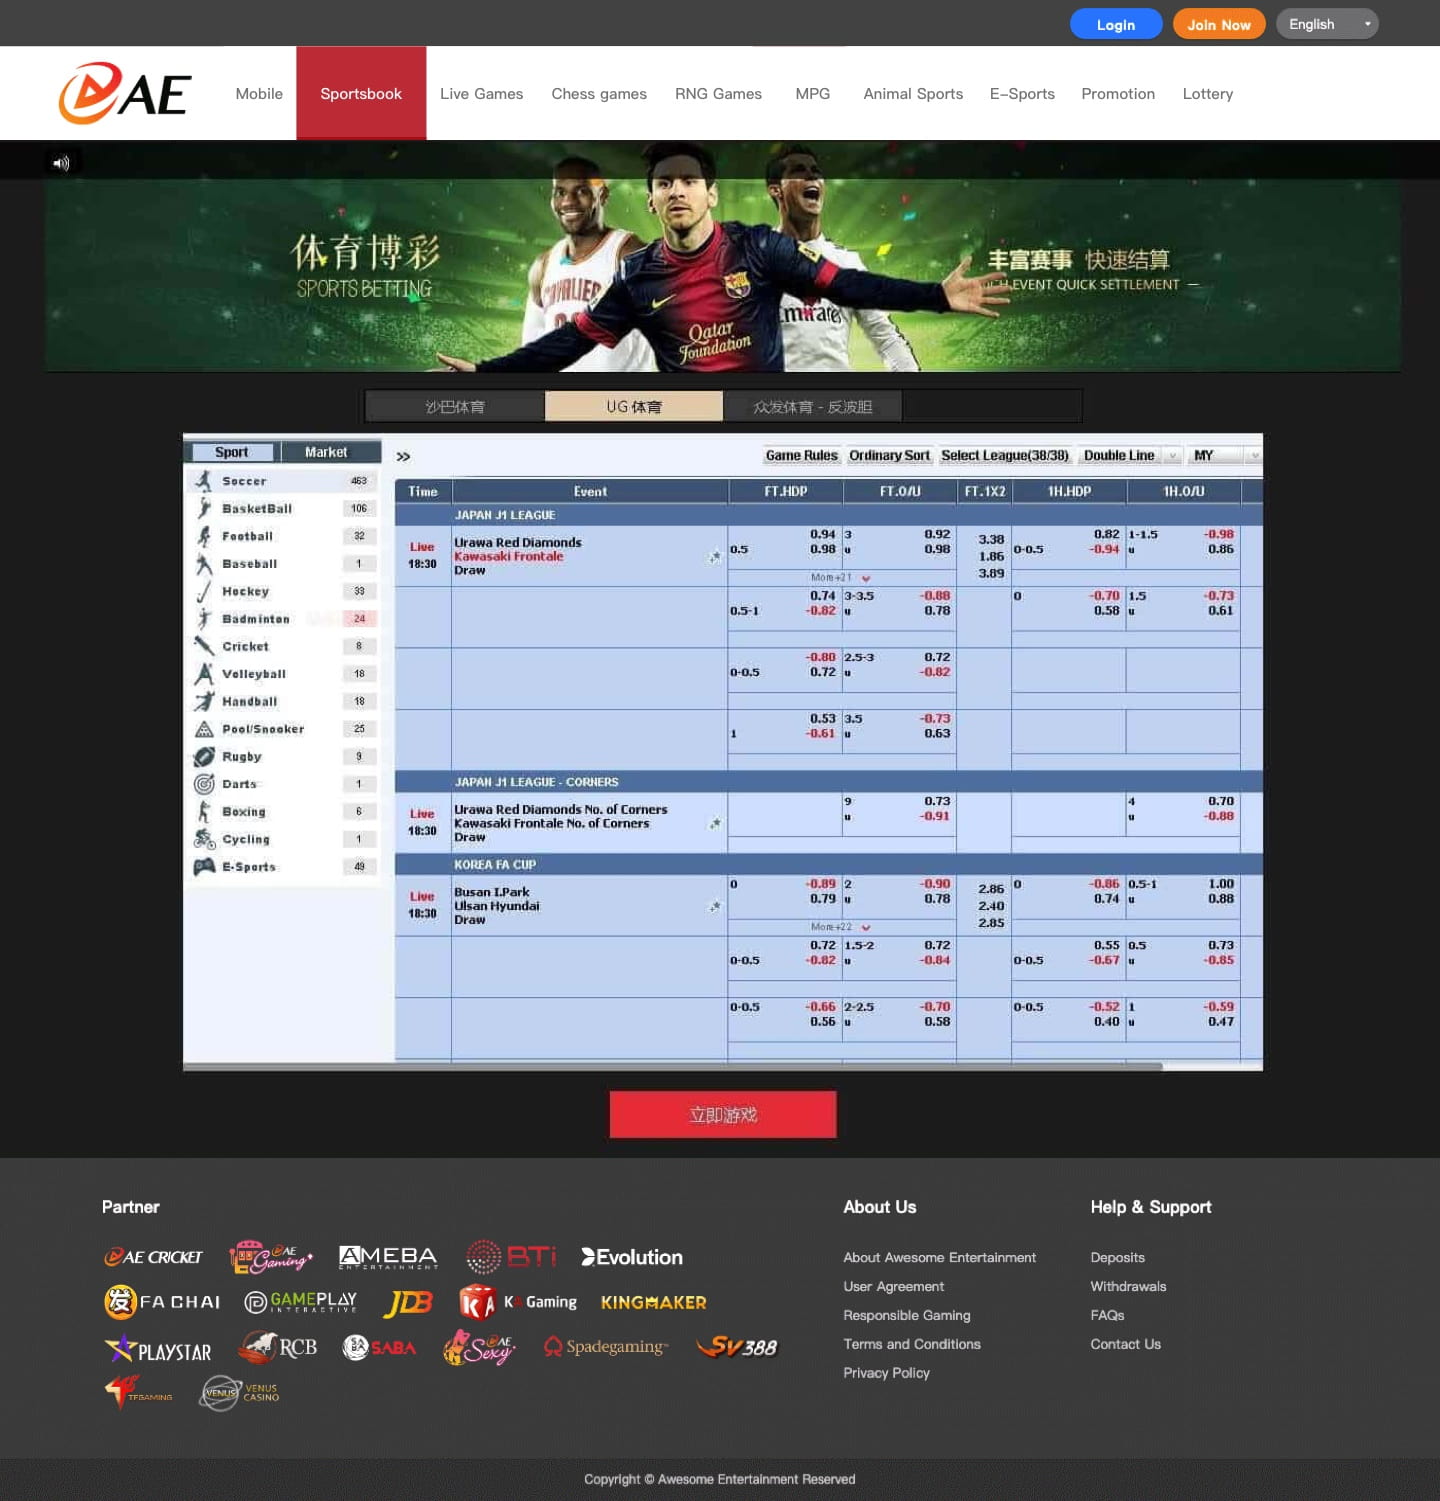 Login
Join Now
English
AE
Mobile
Sportsbook
Live Games
Chess games
RNG Games
MPG
Animal Sports
E-Sports
Promotion
Lottery
体育博彩
SPORTS BETTING
CAVALIERS
Qatar
Foundation
Emirates
丰富赛事 快速结算
EVENT QUICK SETTLEMENT
沙巴体育
UG 体育
众发体育 - 反波胆
Sport
Market
Soccer 463
BasketBall 106
Football 32
Baseball 1
Hockey 33
Badminton 24
Cricket 8
Volleyball 18
Handball 18
Pool/Snooker 25
Rugby 9
Darts 1
Boxing 6
Cycling 1
E-Sports 49
»
Game Rules
Ordinary Sort
Select League(38/38)
Double Line
MY
Time Event FT.HDP FT.O/U FT.1X2 1H.HDP 1H.O/U
JAPAN J1 LEAGUE
Live
18:30
Urawa Red Diamonds
Kawasaki Frontale
Draw
0.94 3 0.92 3.38 0.82 1-1.5 -0.98
0.5 0.98 u 0.98 1.86 0-0.5 -0.94 u 0.86
3.89
More+21
0.74 3-3.5 -0.88 0 -0.70 1.5 -0.73
0.5-1 -0.82 u 0.78 0.58 u 0.61
-0.80 2.5-3 0.72
0-0.5 0.72 u -0.82
0.53 3.5 -0.73
1 -0.61 u 0.63
JAPAN J1 LEAGUE - CORNERS
Live
18:30
Urawa Red Diamonds No. of Corners
Kawasaki Frontale No. of Corners
Draw
9 0.73 4 0.70
u -0.91 u -0.88
KOREA FA CUP
Live
18:30
Busan I.Park
Ulsan Hyundai
Draw
0 -0.89 2 -0.90 2.86 0 -0.86 0.5-1 1.00
0.79 u 0.78 2.40 0.74 u 0.88
2.85
More+22
0.72 1.5-2 0.72 0.55 0.5 0.73
0-0.5 -0.82 u -0.84 0-0.5 -0.67 u -0.85
0-0.5 -0.66 2-2.5 -0.70 0-0.5 -0.52 1 -0.59
0.56 u 0.58 0.40 u 0.47
立即游戏
Partner
AE CRICKET
AE Gaming
AMEBA
ENTERTAINMENT
BTi
Evolution
发 FA CHAI
GAMEPLAY
INTERACTIVE
JDB
KA KA Gaming
KINGMAKER
PLAYSTAR
RCB
SABA SABA
AE Sexy
Spadegaming™
SV388
TFGAMING
VENUS VENUS
CASINO
About Us
About Awesome Entertainment
User Agreement
Responsible Gaming
Terms and Conditions
Privacy Policy
Help & Support
Deposits
Withdrawals
FAQs
Contact Us
Copyright © Awesome Entertainment Reserved